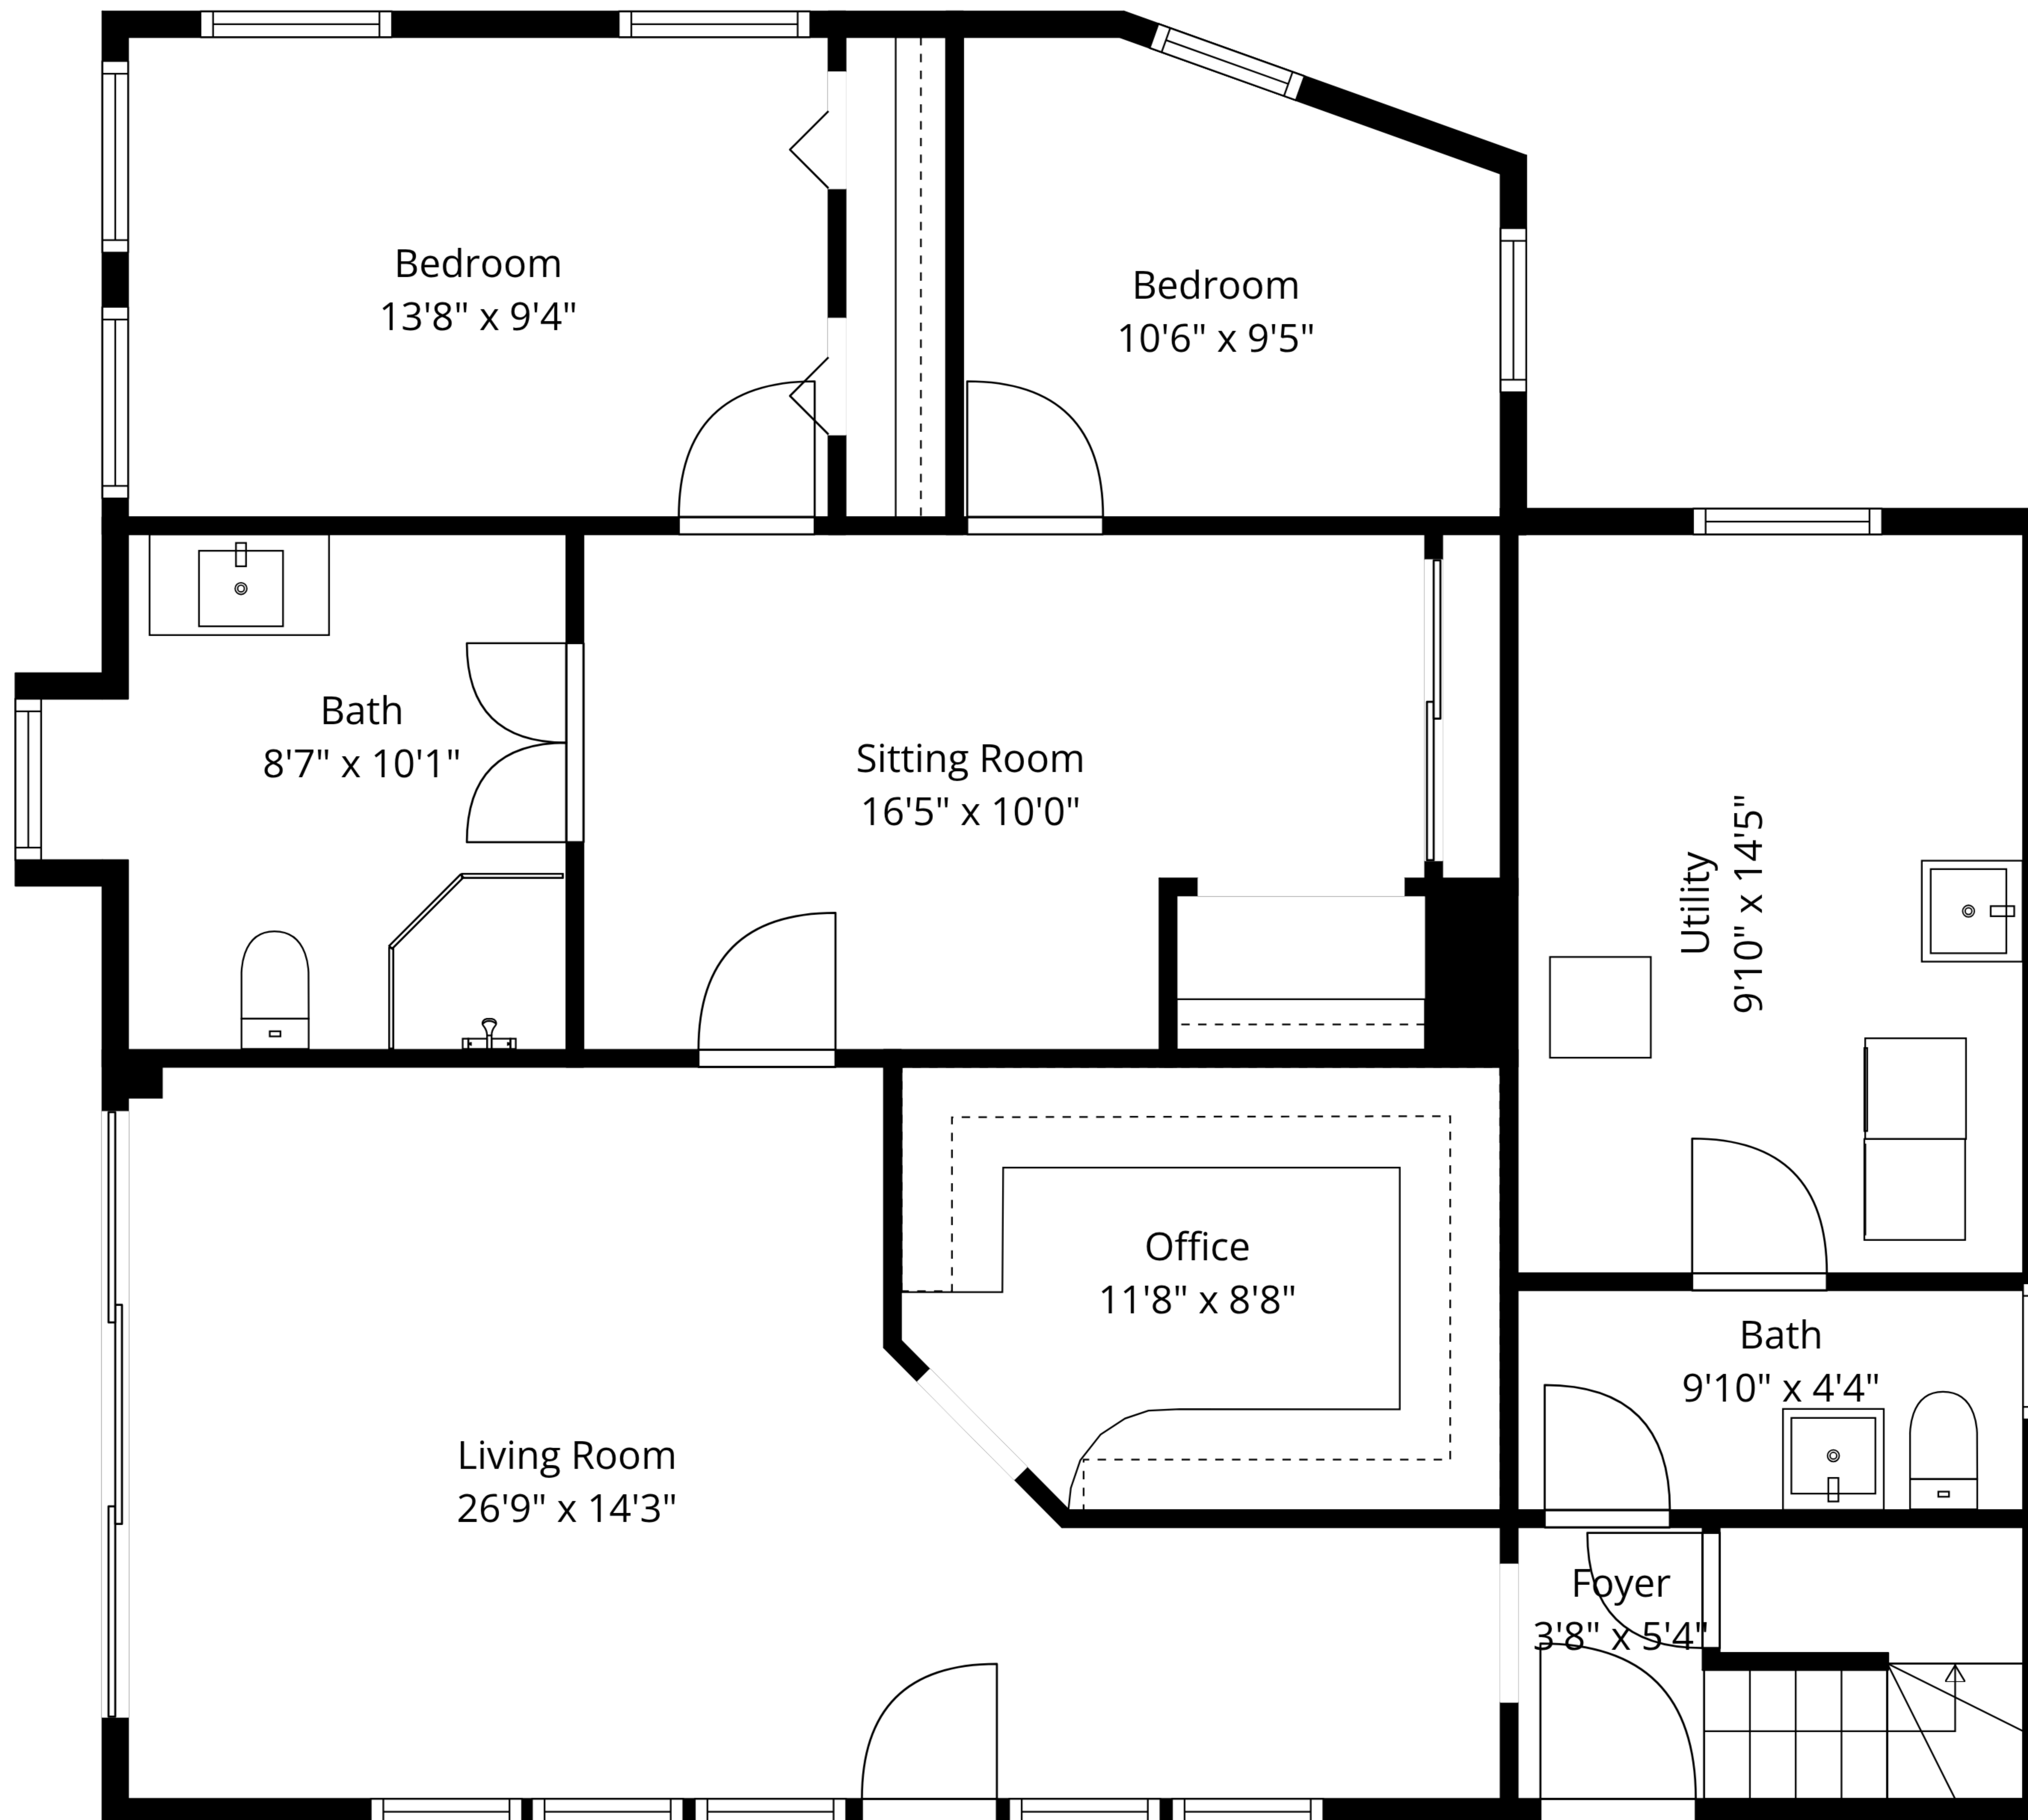 Bedroom
13'8" x 9'4"
Bedroom
10'6" x 9'5"
Bath
8'7" x 10'1"
Sitting Room
16'5" x 10'0"
Utility
9'10" x 14'5"
Office
11'8" x 8'8"
Bath
9'10" x 4'4"
Living Room
26'9" x 14'3"
Foyer
3'8" x 5'4"